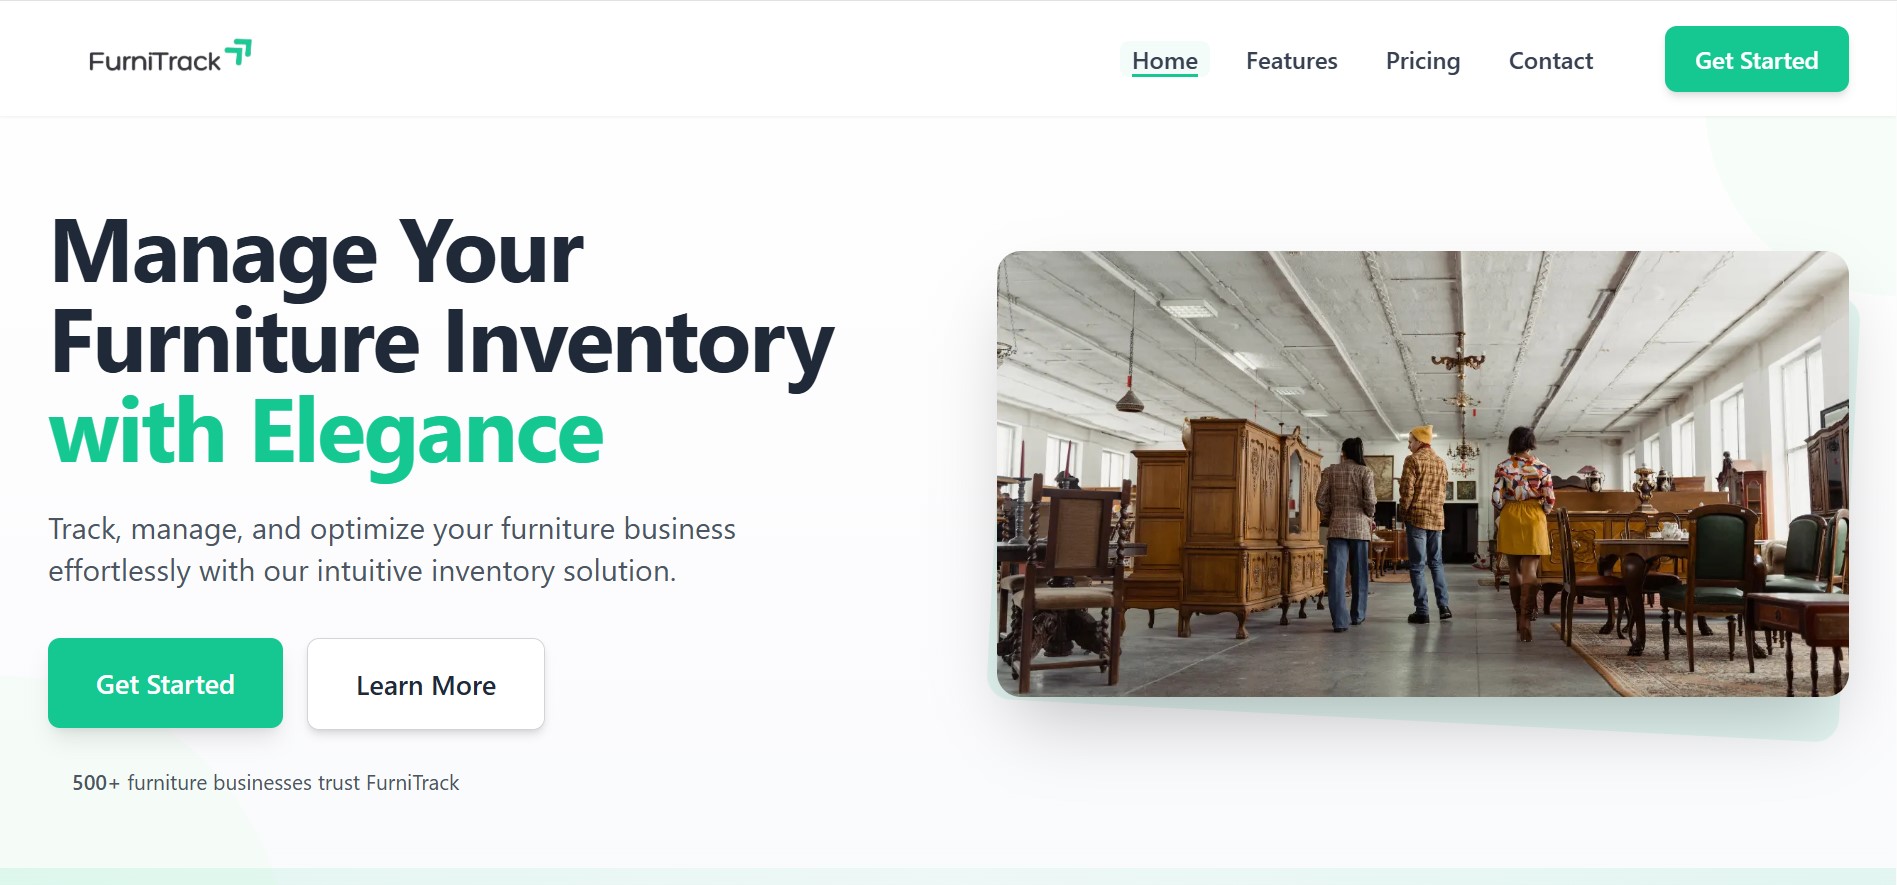 FurniTrack
Home
Features
Pricing
Contact
Get Started
Manage Your
Furniture Inventory
with Elegance
Track, manage, and optimize your furniture business
effortlessly with our intuitive inventory solution.
Get Started
Learn More
500+ furniture businesses trust FurniTrack